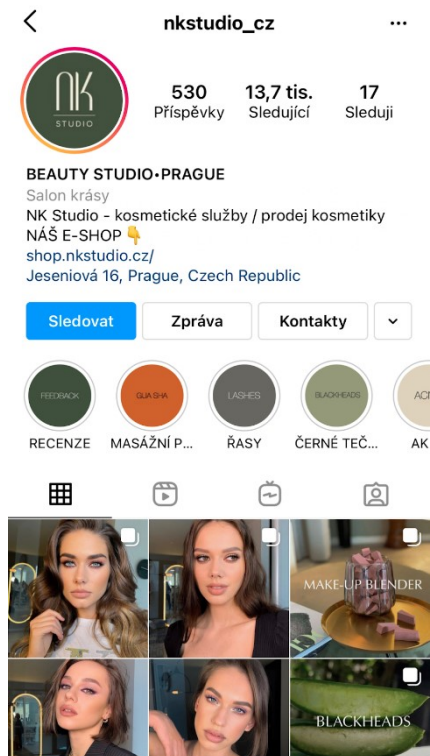 nkstudio_cz
NK
STUDIO
530
Příspěvky
13,7 tis.
Sledující
17
Sleduji
BEAUTY STUDIO•PRAGUE
Salon krásy
NK Studio - kosmetické služby / prodej kosmetiky
NÁŠ E-SHOP 👇
shop.nkstudio.cz/
Jeseniová 16, Prague, Czech Republic
Sledovat
Zpráva
Kontakty
FEEDBACK
GUA SHA
LASHES
BLACKHEADS
ACN
RECENZE
MASÁŽNÍ P...
ŘASY
ČERNÉ TEČ...
AK
MAKE-UP BLENDER
BLACKHEADS